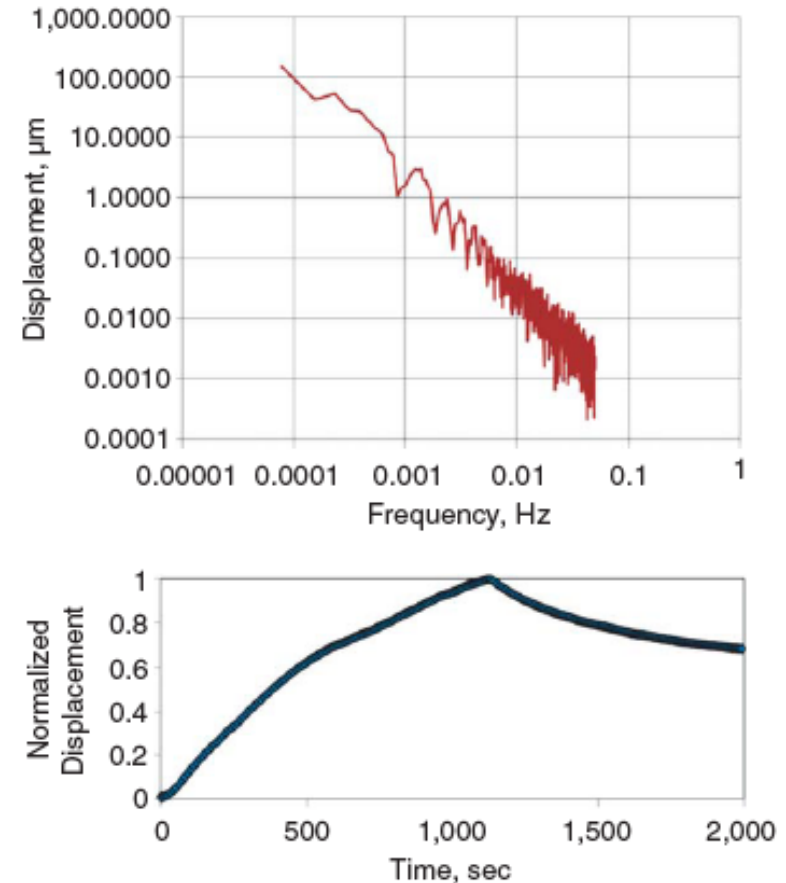 1,000.0000
100.0000
10.0000
1.0000
0.1000
0.0100
0.0010
0.0001
Displacement, µm
0.00001 0.0001 0.001 0.01 0.1 1
Frequency, Hz
1
0.8
0.6
0.4
0.2
0
Normalized
Displacement
0 500 1,000 1,500 2,000
Time, sec